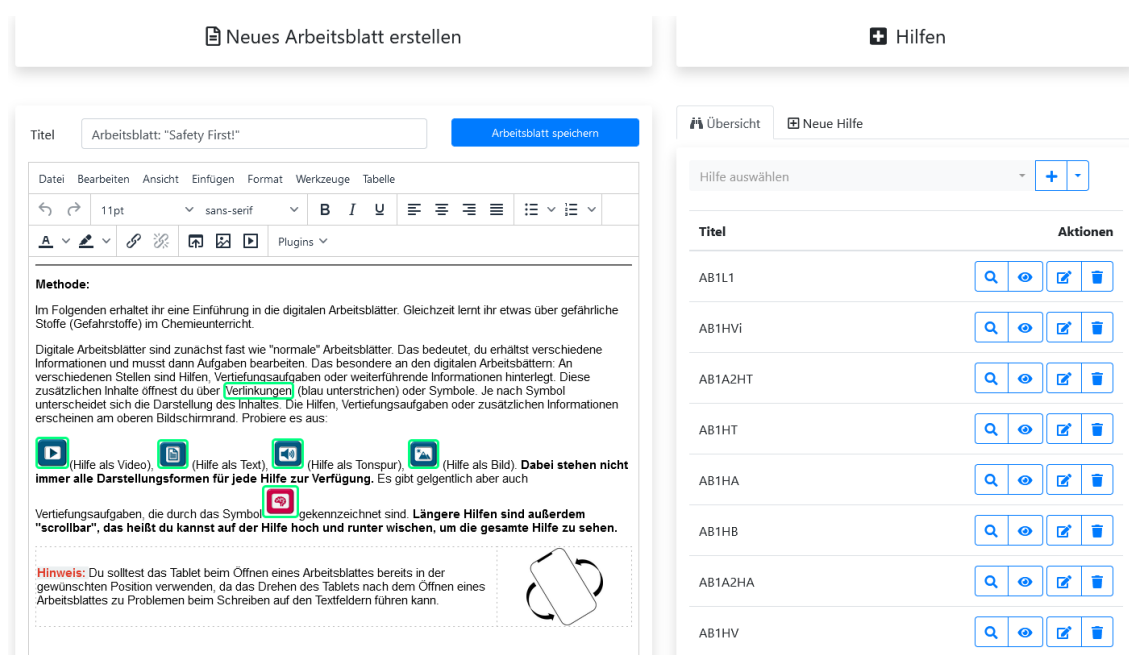 Neues Arbeitsblatt erstellen
Hilfen
Titel
Arbeitsblatt: "Safety First!"
Arbeitsblatt speichern
Datei Bearbeiten Ansicht Einfügen Format Werkzeuge Tabelle
11pt sans-serif B I U
A Plugins
Methode:
Im Folgenden erhaltet ihr eine Einführung in die digitalen Arbeitsblätter. Gleichzeit lernt ihr etwas über gefährliche
Stoffe (Gefahrstoffe) im Chemieunterricht.
Digitale Arbeitsblätter sind zunächst fast wie "normale" Arbeitsblätter. Das bedeutet, du erhältst verschiedene
Informationen und musst dann Aufgaben bearbeiten. Das besondere an den digitalen Arbeitsbättern: An
verschiedenen Stellen sind Hilfen, Vertiefungsaufgaben oder weiterführende Informationen hinterlegt. Diese
zusätzlichen Inhalte öffnest du über Verlinkungen (blau unterstrichen) oder Symbole. Je nach Symbol
unterscheidet sich die Darstellung des Inhaltes. Die Hilfen, Vertiefungsaufgaben oder zusätzlichen Informationen
erscheinen am oberen Bildschirmrand. Probiere es aus:
(Hilfe als Video), (Hilfe als Text), (Hilfe als Tonspur), (Hilfe als Bild). Dabei stehen nicht
immer alle Darstellungsformen für jede Hilfe zur Verfügung. Es gibt gelgentlich aber auch
Vertiefungsaufgaben, die durch das Symbol gekennzeichnet sind. Längere Hilfen sind außerdem
"scrollbar", das heißt du kannst auf der Hilfe hoch und runter wischen, um die gesamte Hilfe zu sehen.
Hinweis: Du solltest das Tablet beim Öffnen eines Arbeitsblattes bereits in der
gewünschten Position verwenden, da das Drehen des Tablets nach dem Öffnen eines
Arbeitsblattes zu Problemen beim Schreiben auf den Textfeldern führen kann.
Übersicht Neue Hilfe
Hilfe auswählen
Titel Aktionen
AB1L1
AB1HVi
AB1A2HT
AB1HT
AB1HA
AB1HB
AB1A2HA
AB1HV